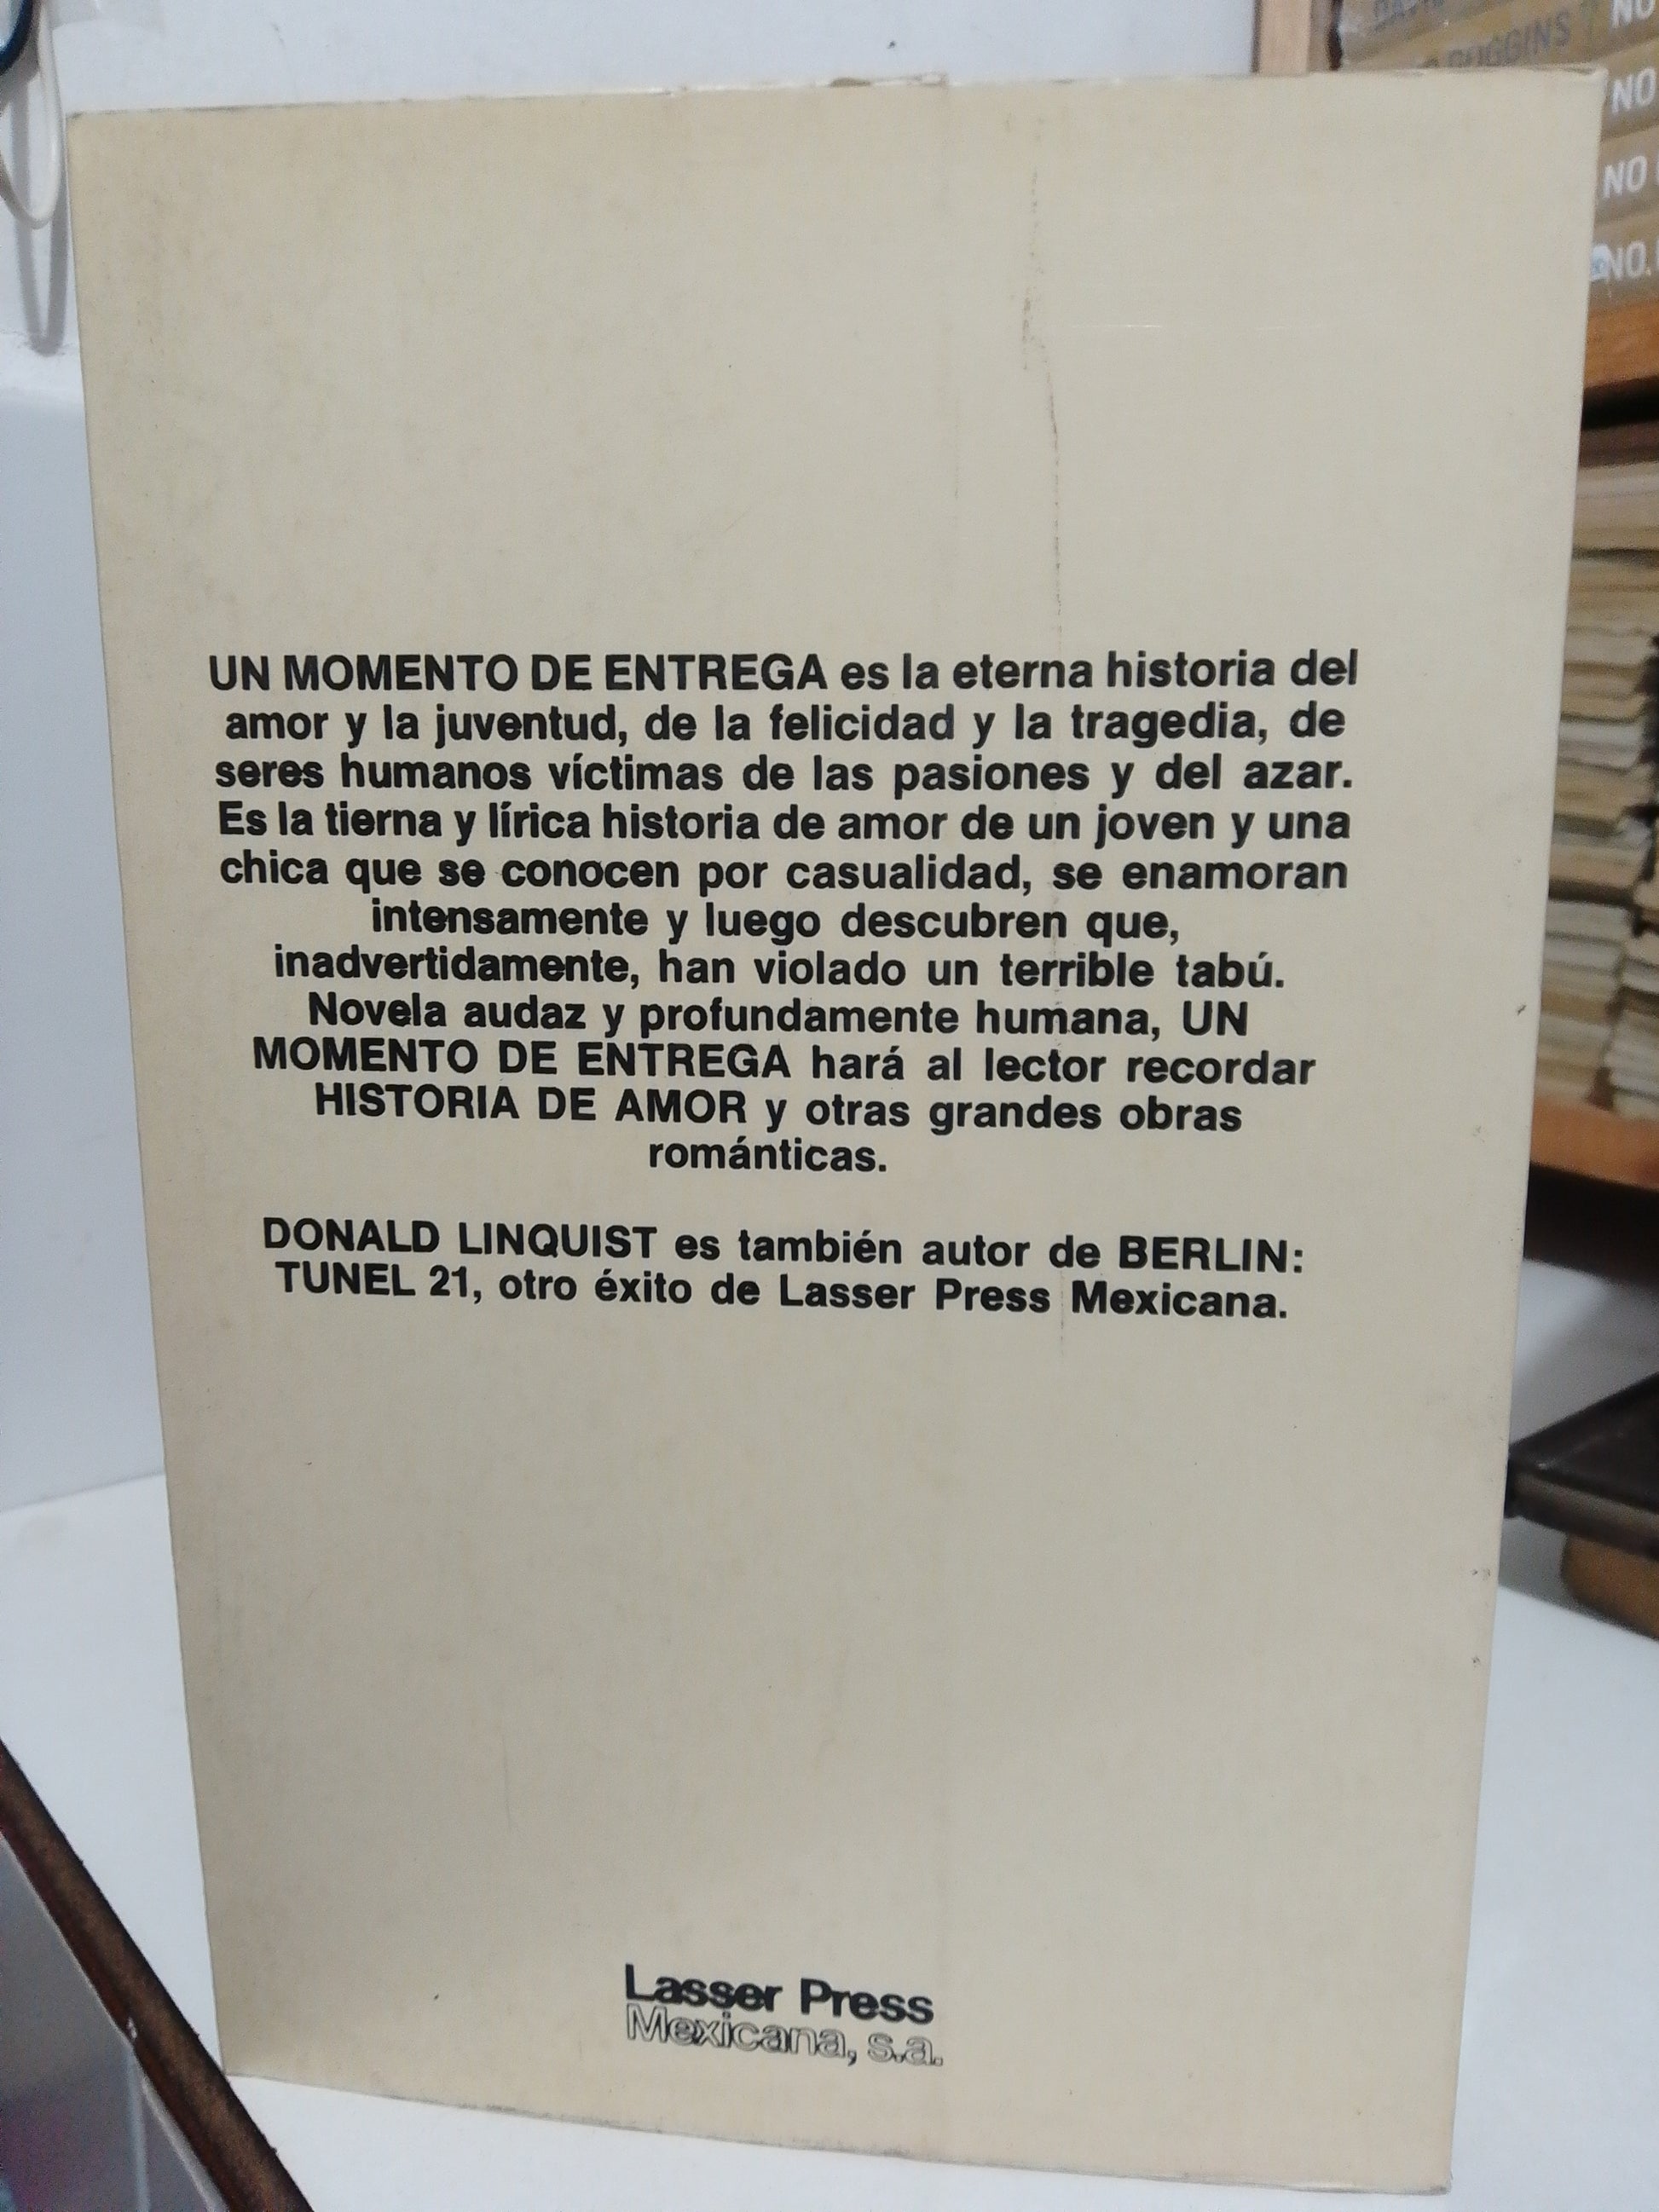 UN MOMENTO DE ENTREGA es la eterna historia del
amor y la juventud, de la felicidad y la tragedia, de
seres humanos víctimas de las pasiones y del azar.
Es la tierna y lírica historia de amor de un joven y una
chica que se conocen por casualidad, se enamoran
intensamente y luego descubren que,
inadvertidamente, han violado un terrible tabú.
Novela audaz y profundamente humana, UN
MOMENTO DE ENTREGA hará al lector recordar
HISTORIA DE AMOR y otras grandes obras
románticas.
DONALD LINQUIST es también autor de BERLIN:
TUNEL 21, otro éxito de Lasser Press Mexicana.
Lasser Press
Mexicana, s.a.
NO
NO
NO
NO.